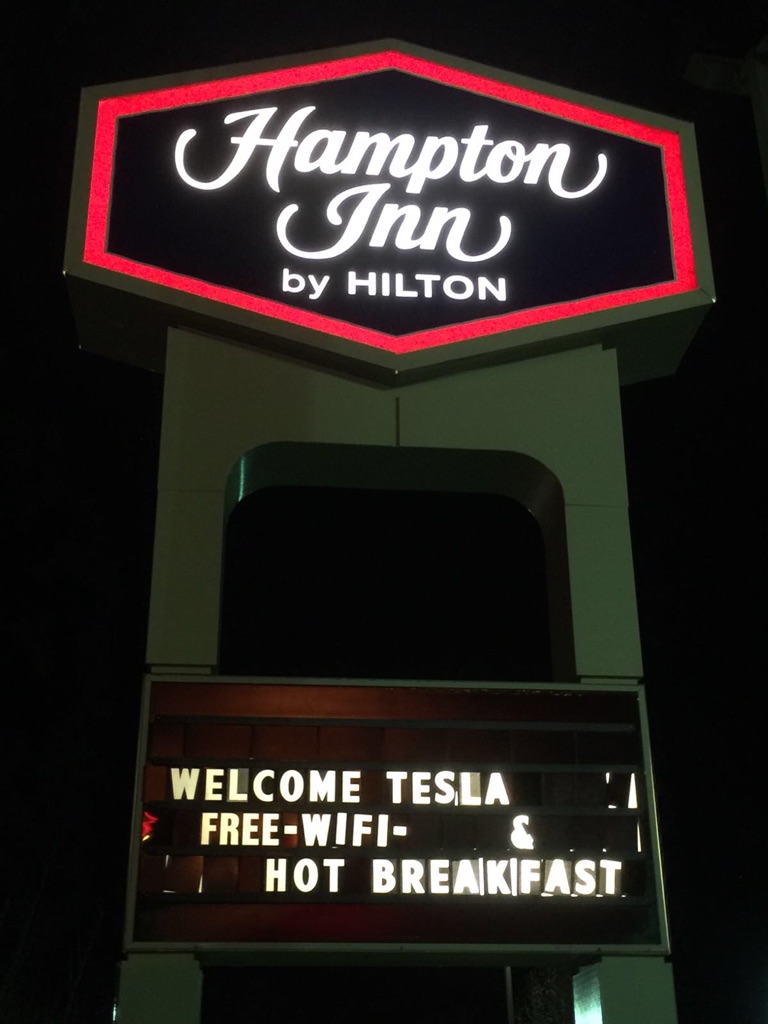 Hampton
Inn
by HILTON
WELCOME TESLA
FREE-WIFI- &
HOT BREAKFAST